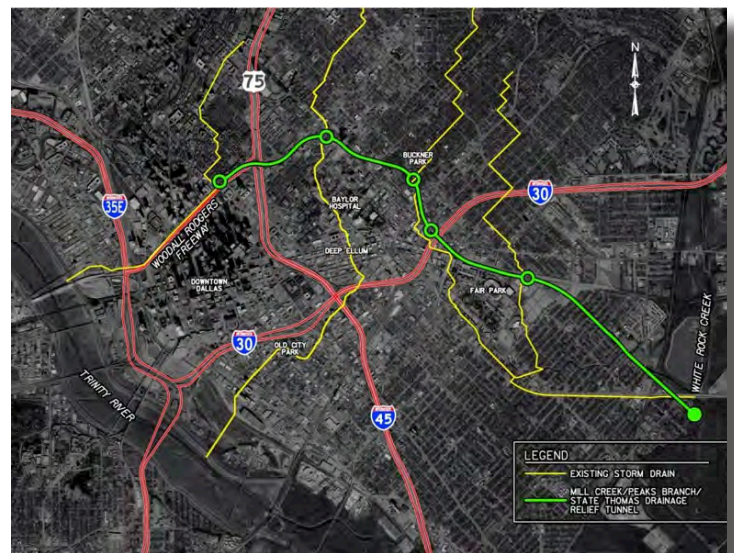 N
75
BUCKNER
PARK
35E
30
BAYLOR
HOSPITAL
WOODALL RODGERS
FREEWAY
DEEP ELLUM
DOWNTOWN
DALLAS
FAIR PARK
WHITE ROCK CREEK
30
OLD CITY
PARK
TRINITY RIVER
45
LEGEND
EXISTING STORM DRAIN
MILL CREEK/PEAKS BRANCH/
STATE THOMAS DRAINAGE
RELIEF TUNNEL